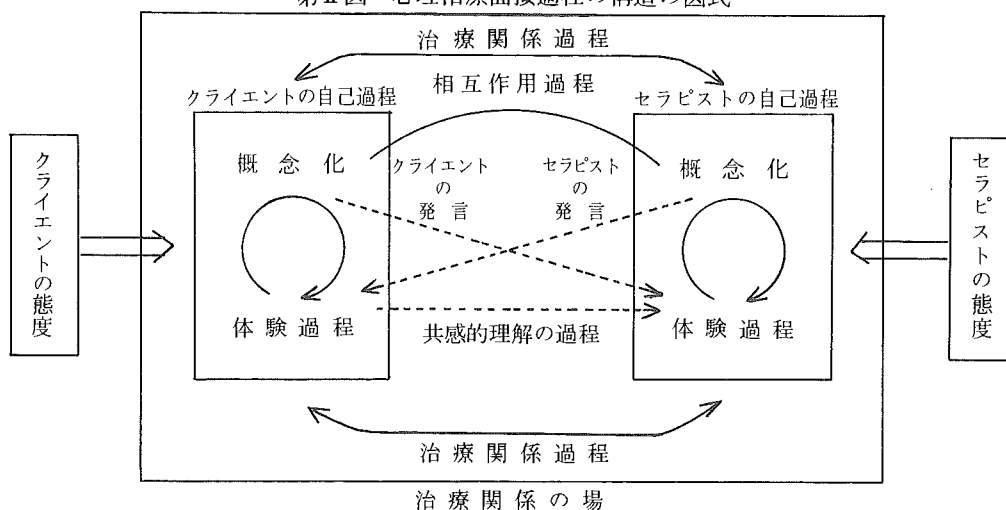 治療関係過程
相互作用過程
クライエントの自己過程
セラピストの自己過程
クライエントの態度
概念化
クライエント
の
発言
セラピスト
の
発言
概念化
セラピストの態度
体験過程
共感的理解の過程
体験過程
治療関係過程
治療関係の場